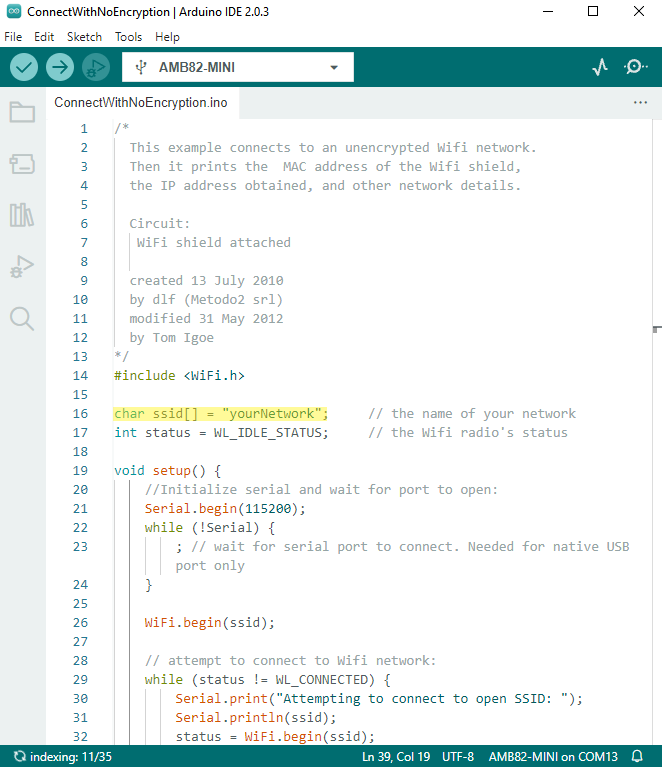 ConnectWithNoEncryption | Arduino IDE 2.0.3
File Edit Sketch Tools Help
AMB82-MINI
ConnectWithNoEncryption.ino
1 /*
2 This example connects to an unencrypted Wifi network.
3 Then it prints the  MAC address of the Wifi shield,
4 the IP address obtained, and other network details.
5
6 Circuit:
7 WiFi shield attached
8
9 created 13 July 2010
10 by dlf (Metodo2 srl)
11 modified 31 May 2012
12 by Tom Igoe
13 */
14 #include <WiFi.h>
15
16 char ssid[] = "yourNetwork";     // the name of your network
17 int status = WL_IDLE_STATUS;     // the Wifi radio's status
18
19 void setup() {
20 //Initialize serial and wait for port to open:
21 Serial.begin(115200);
22 while (!Serial) {
23 ; // wait for serial port to connect. Needed for native USB
port only
24 }
25
26 WiFi.begin(ssid);
27
28 // attempt to connect to Wifi network:
29 while (status != WL_CONNECTED) {
30 Serial.print("Attempting to connect to open SSID: ");
31 Serial.println(ssid);
32 status = WiFi.begin(ssid);
indexing: 11/35 Ln 39, Col 19 UTF-8 AMB82-MINI on COM13